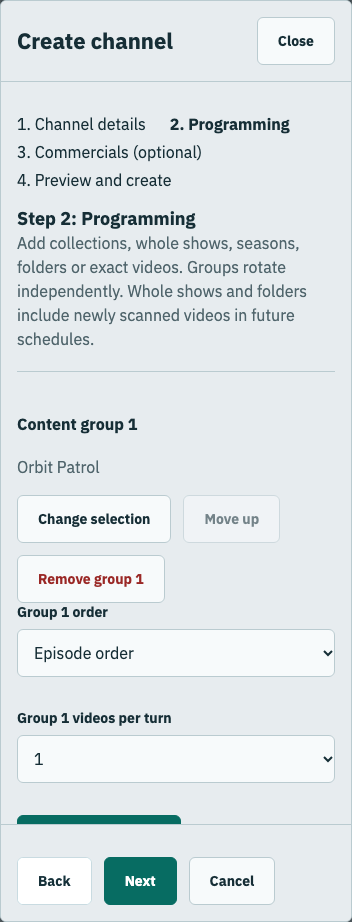 Create channel
Close
1. Channel details
2. Programming
3. Commercials (optional)
4. Preview and create
Step 2: Programming
Add collections, whole shows, seasons,
folders or exact videos. Groups rotate
independently. Whole shows and folders
include newly scanned videos in future
schedules.
Content group 1
Orbit Patrol
Change selection
Move up
Remove group 1
Group 1 order
Episode order
Group 1 videos per turn
1
Back
Next
Cancel